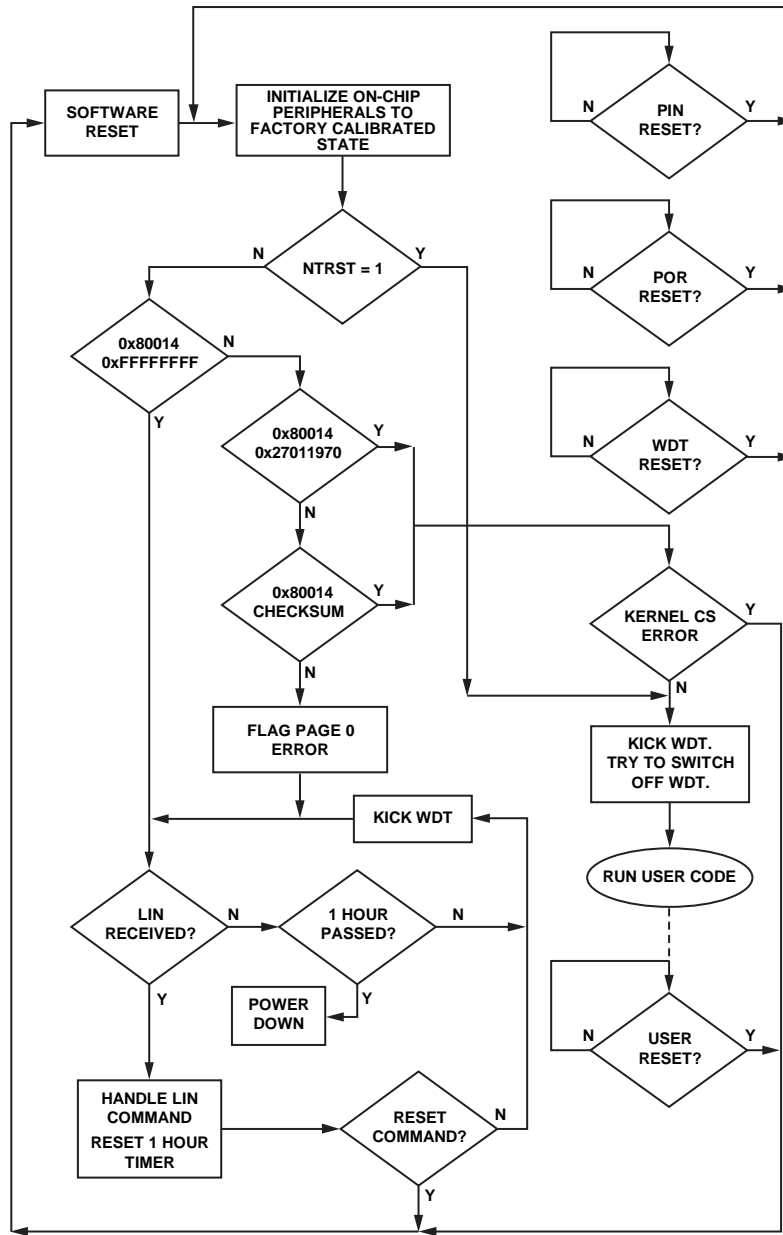 SOFTWARE
RESET
INITIALIZE ON-CHIP
PERIPHERALS TO
FACTORY CALIBRATED
STATE
N
PIN
RESET?
Y
N
NTRST = 1
Y
N
POR
RESET?
Y
0x80014
0xFFFFFFFF
N
Y
0x80014
0x27011970
Y
N
N
WDT
RESET?
Y
0x80014
CHECKSUM
Y
N
KERNEL CS
ERROR
Y
N
FLAG PAGE 0
ERROR
KICK WDT.
TRY TO SWITCH
OFF WDT.
KICK WDT
RUN USER CODE
LIN
RECEIVED?
N
Y
1 HOUR
PASSED?
N
Y
POWER
DOWN
N
USER
RESET?
Y
HANDLE LIN
COMMAND
RESET 1 HOUR
TIMER
RESET
COMMAND?
N
Y